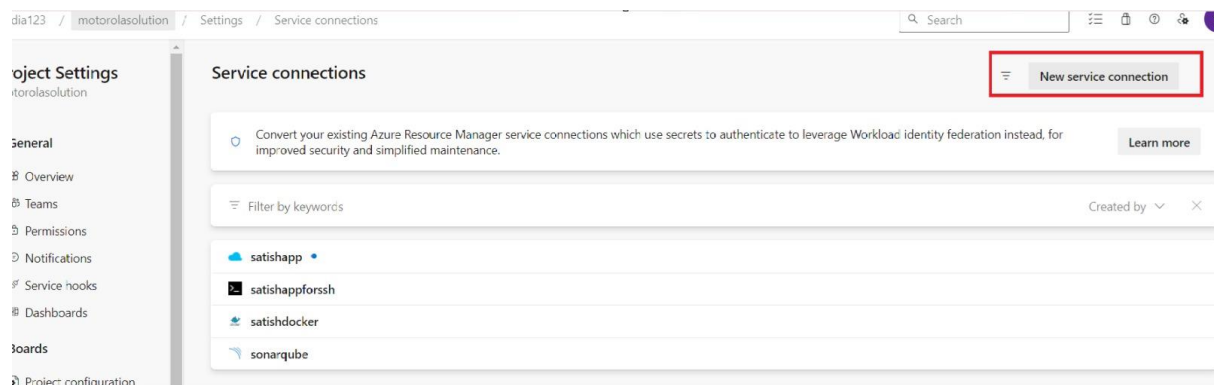 dia123 / motorolasolution / Settings / Service connections
Search
oject Settings
otorolasolution
Service connections
New service connection
Convert your existing Azure Resource Manager service connections which use secrets to authenticate to leverage Workload identity federation instead, for
improved security and simplified maintenance.
Learn more
General
Overview
Teams
Permissions
Notifications
Service hooks
Dashboards
Boards
Project configuration
Filter by keywords
Created by
satishapp
satishappforssh
satishdocker
sonarqube